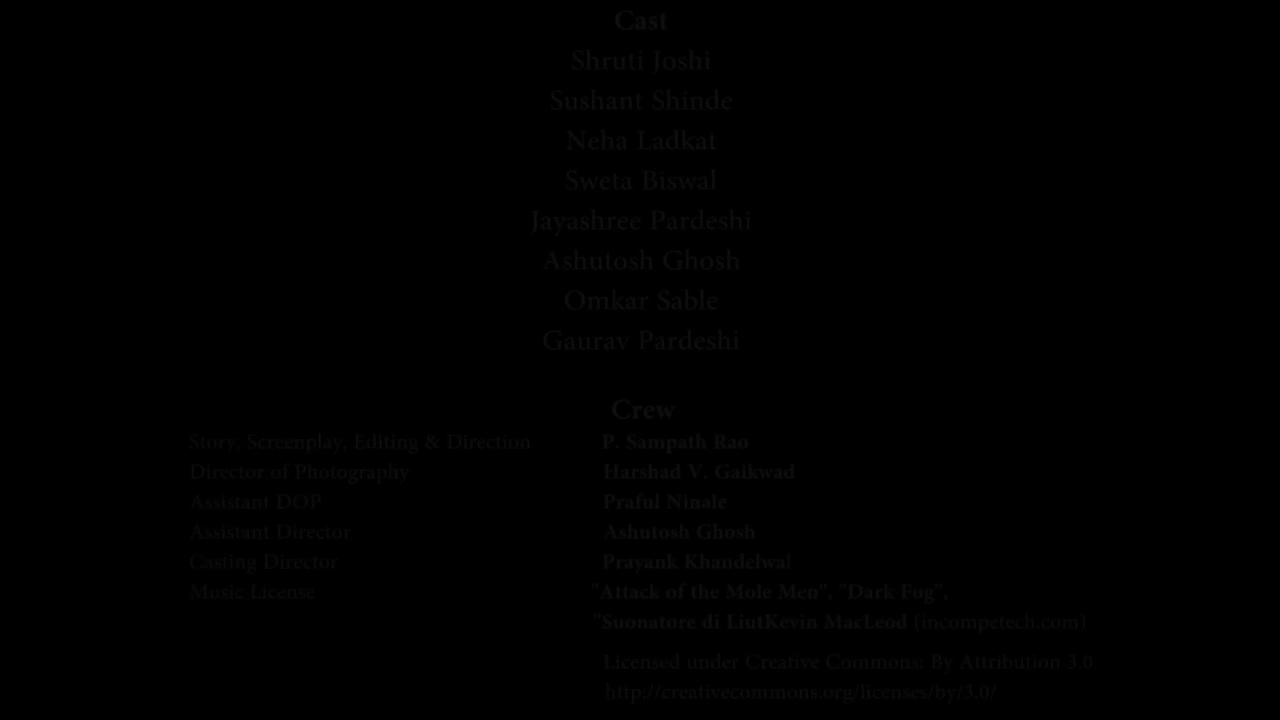 Cast
Shruti Joshi
Sushant Shinde
Neha Ladkat
Sweta Biswal
Jayashree Pardeshi
Ashutosh Ghosh
Omkar Sable
Gaurav Pardeshi
Crew
Story, Screenplay, Editing & Direction P. Sampath Rao
Director of Photography Harshad V. Gaikwad
Assistant DOP Praful Ninale
Assistant Director Ashutosh Ghosh
Casting Director Prayank Khandelwal
Music License "Attack of the Mole Men", "Dark Fog",
"Suonatore di LiutKevin MacLeod (incompetech.com)
Licensed under Creative Commons: By Attribution 3.0
http://creativecommons.org/licenses/by/3.0/